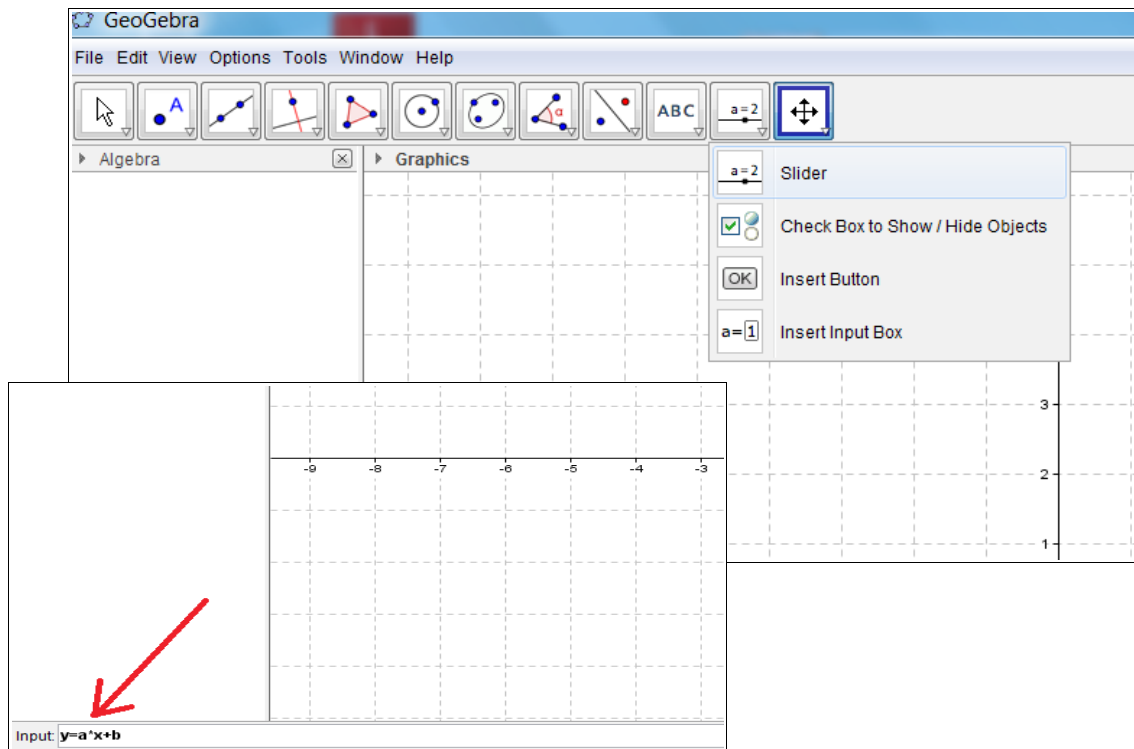 GeoGebra
File Edit View Options Tools Window Help
A α ABC a=2
Algebra Graphics
a=2 Slider
Check Box to Show / Hide Objects
OK Insert Button
a=1 Insert Input Box
3
2
1
-9 -8 -7 -6 -5 -4 -3
Input: y=a*x+b